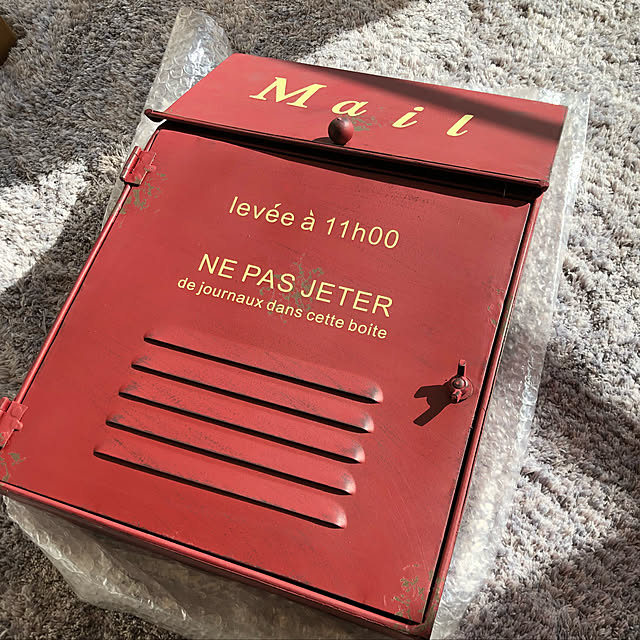 Mail
levée à 11h00
NE PAS JETER
de journaux dans cette boite